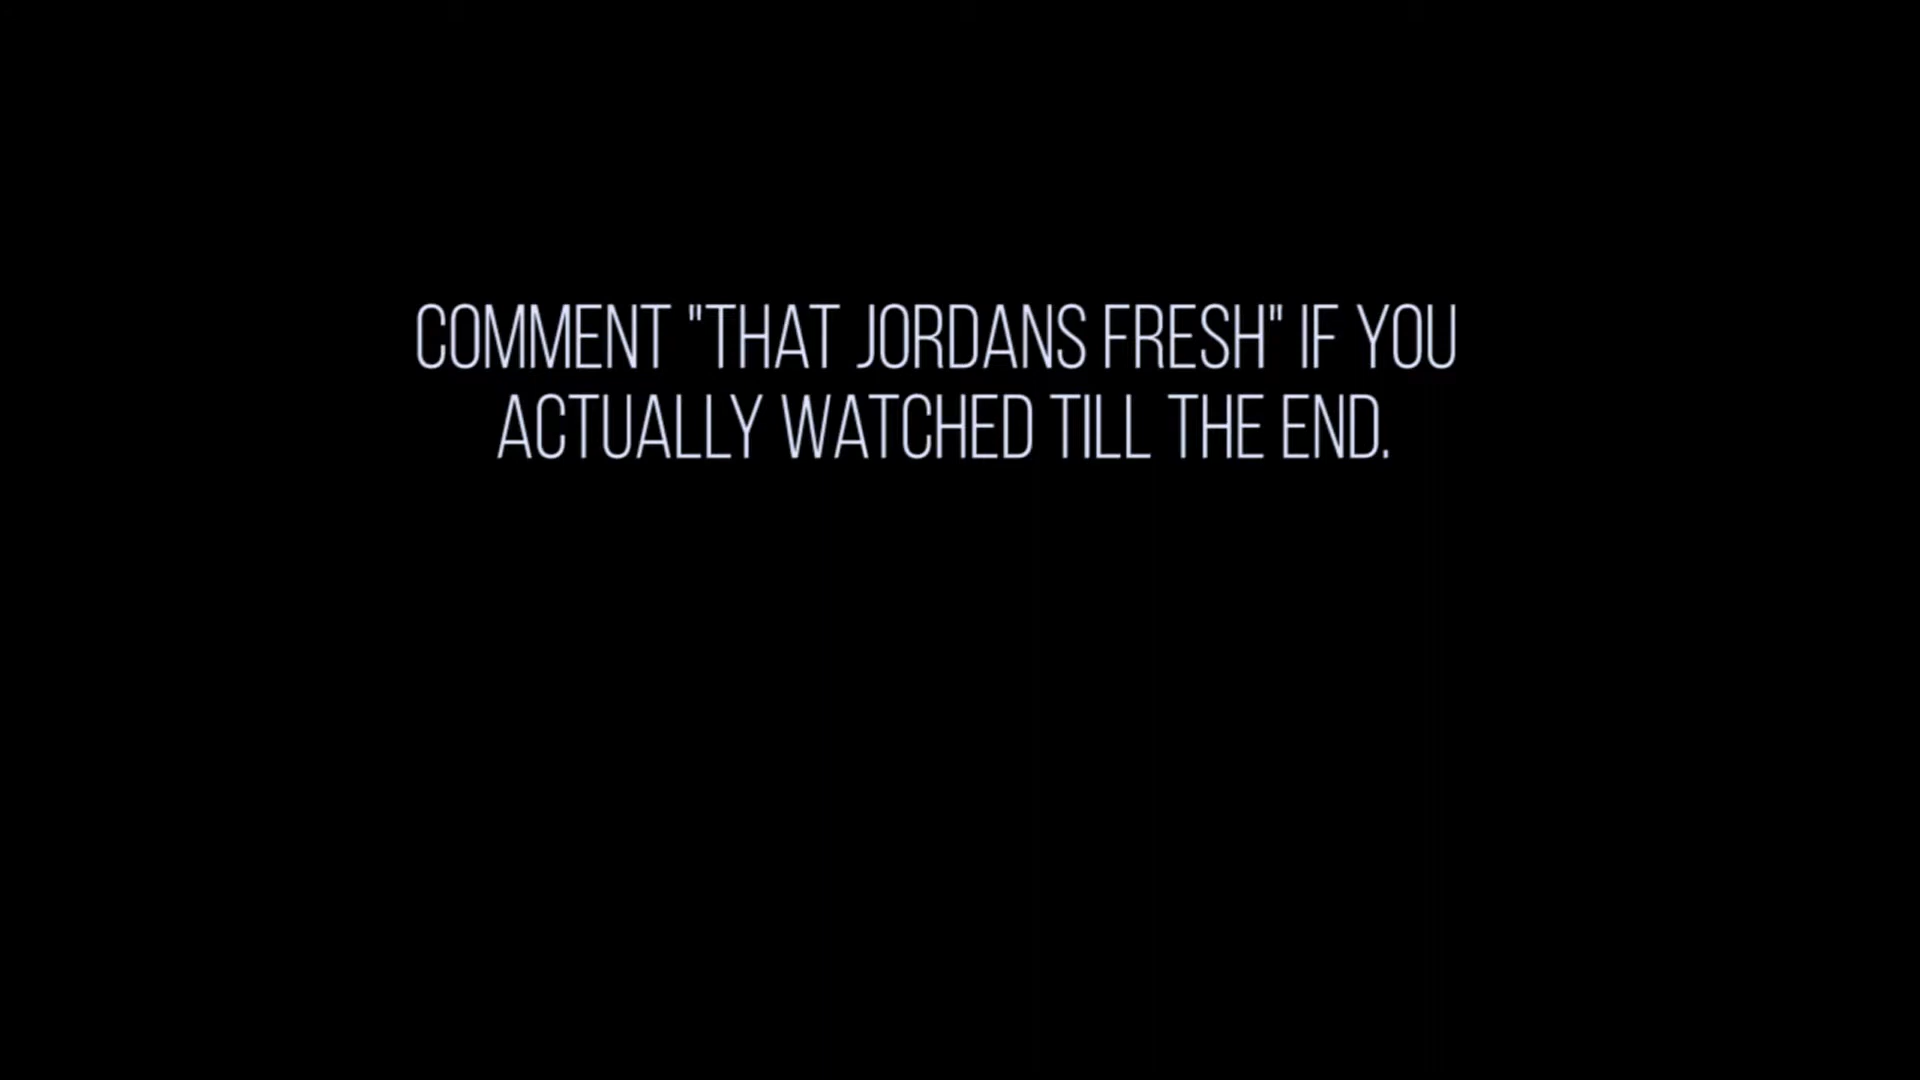 COMMENT "THAT JORDANS FRESH" IF YOU
ACTUALLY WATCHED TILL THE END.